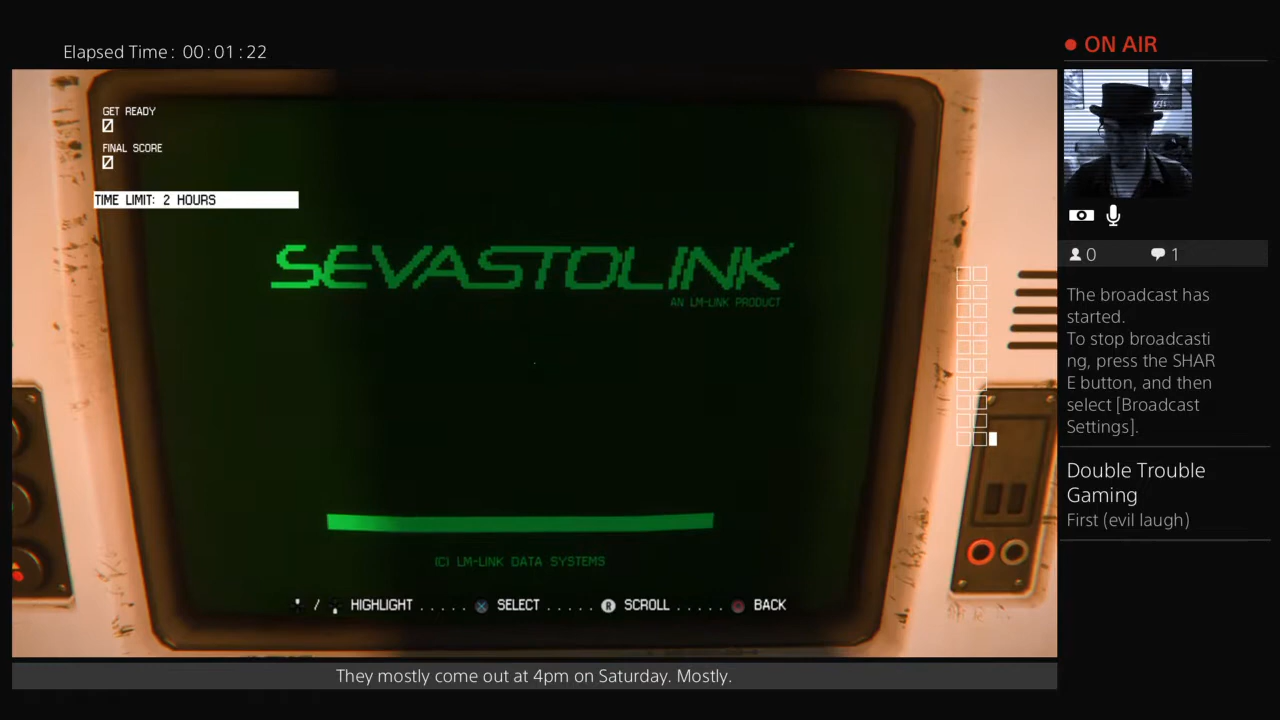 Elapsed Time: 00:01:22
ON AIR
GET READY
0
FINAL SCORE
0
TIME LIMIT: 2 HOURS
SEVASTOLINK
AN LM-LINK PRODUCT
(C) LM-LINK DATA SYSTEMS
/ HIGHLIGHT ..... SELECT ..... R SCROLL ..... BACK
They mostly come out at 4pm on Saturday. Mostly.
0 1
The broadcast has
started.
To stop broadcasti
ng, press the SHAR
E button, and then
select [Broadcast
Settings].
Double Trouble
Gaming
First (evil laugh)